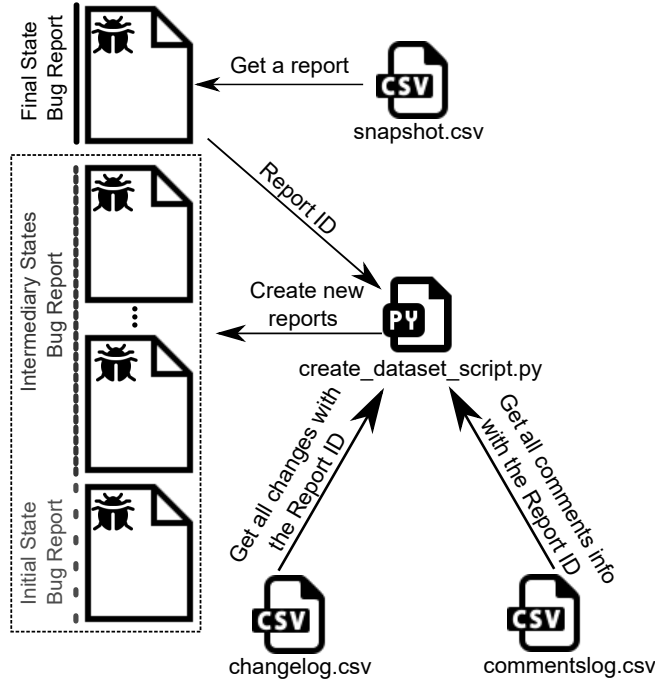 Final State
Bug Report
Get a report
CSV
snapshot.csv
Report ID
Intermediary States
Bug Report
Create new
reports
PY
create_dataset_script.py
Get all changes with
the Report ID
Get all comments info
with the Report ID
Initial State
Bug Report
CSV
changelog.csv
CSV
commentslog.csv